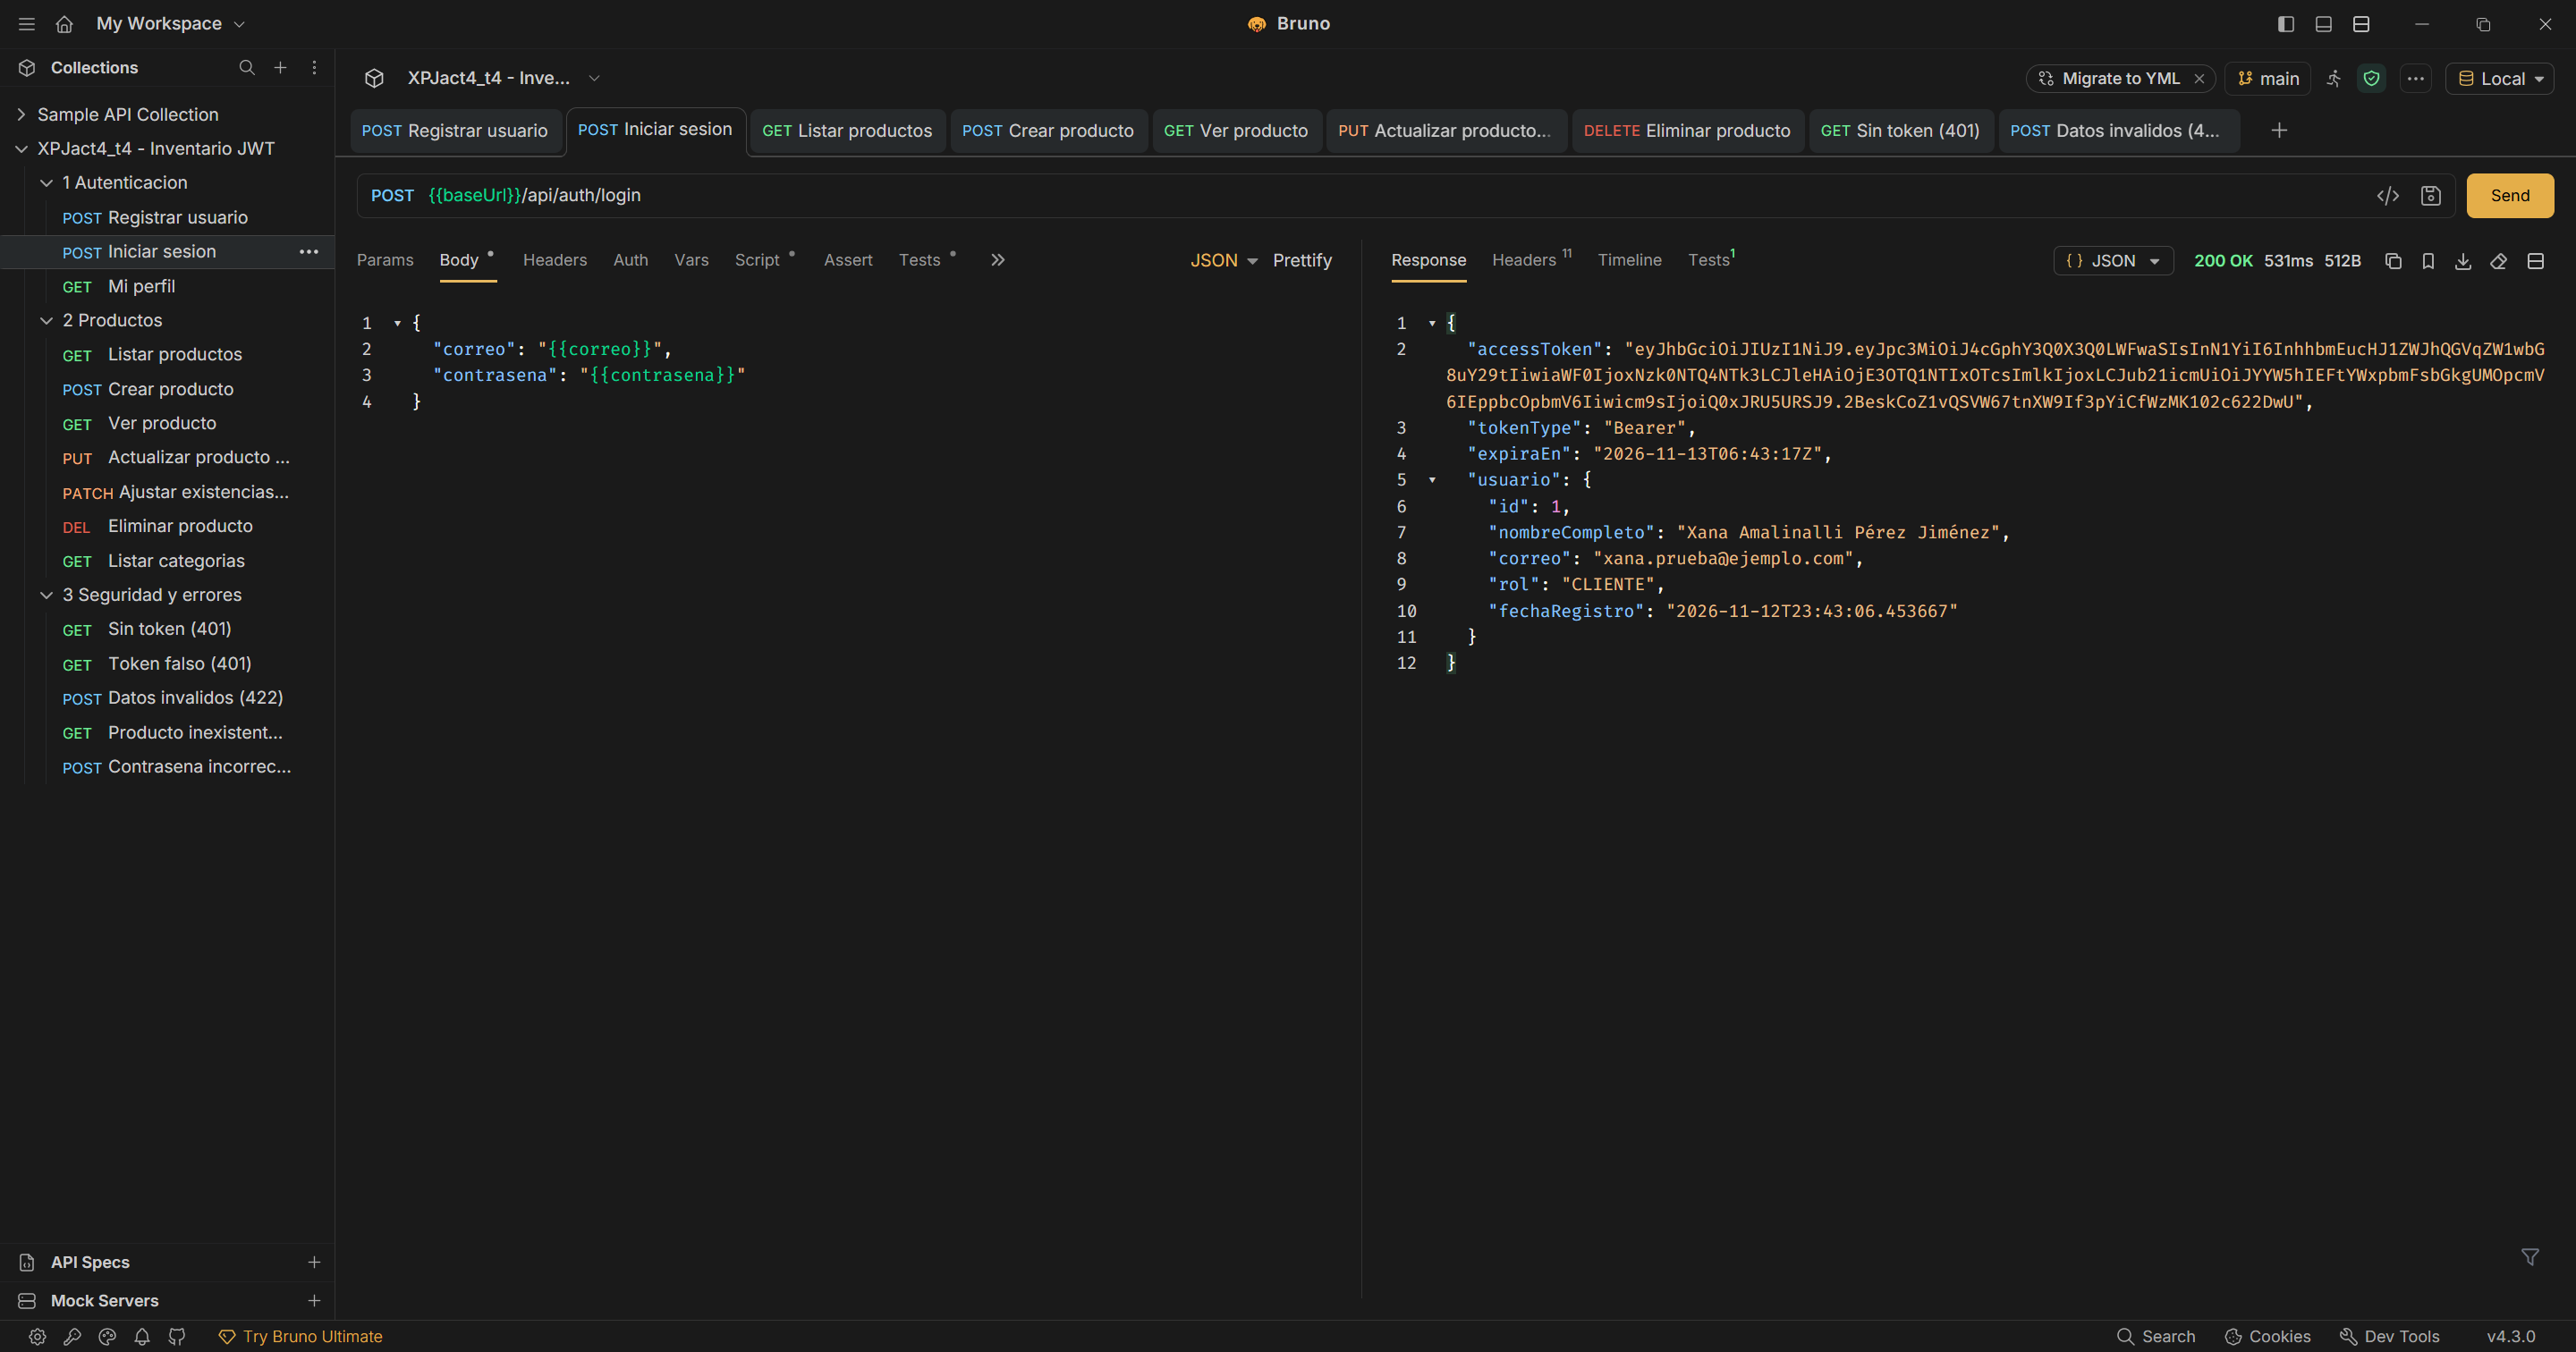 My Workspace
Bruno
Collections
Sample API Collection
XPJact4_t4 - Inventario JWT
1 Autenticacion
POST Registrar usuario
POST Iniciar sesion
GET Mi perfil
2 Productos
GET Listar productos
POST Crear producto
GET Ver producto
PUT Actualizar producto ...
PATCH Ajustar existencias...
DEL Eliminar producto
GET Listar categorias
3 Seguridad y errores
GET Sin token (401)
GET Token falso (401)
POST Datos invalidos (422)
GET Producto inexistent...
POST Contrasena incorrec...
API Specs
Mock Servers
XPJact4_t4 - Inve...
Migrate to YML
main
Local
POST Registrar usuario
POST Iniciar sesion
GET Listar productos
POST Crear producto
GET Ver producto
PUT Actualizar producto...
DELETE Eliminar producto
GET Sin token (401)
POST Datos invalidos (4...
POST {{baseUrl}}/api/auth/login
Send
Params Body Headers Auth Vars Script Assert Tests JSON Prettify
1 {
2 "correo": "{{correo}}",
3 "contrasena": "{{contrasena}}"
4 }
Response Headers 11 Timeline Tests 1 { } JSON 200 OK 531ms 512B
1 {
2 "accessToken": "eyJhbGciOiJIUzI1NiJ9.eyJpc3MiOiJ4cGphY3Q0X3Q0LWFwaSIsInN1YiI6InhhbmEucHJ1ZWJhQGVqZW1wbG
8uY29tIiwiaWF0IjoxNzk0NTQ4NTk3LCJleHAiOjE3OTQ1NTIxOTcsImlkIjoxLCJub21icmUiOiJYYW5hIEFtYWxpbmFsbGkgUMOpcmV
6IEppbcOpbmV6Iiwicm9sIjoiQ0xJRU5URSJ9.2BeskCoZ1vQSVW67tnXW9If3pYiCfWzMK102c622DwU",
3 "tokenType": "Bearer",
4 "expiraEn": "2026-11-13T06:43:17Z",
5 "usuario": {
6 "id": 1,
7 "nombreCompleto": "Xana Amalinalli Pérez Jiménez",
8 "correo": "xana.prueba@ejemplo.com",
9 "rol": "CLIENTE",
10 "fechaRegistro": "2026-11-12T23:43:06.453667"
11 }
12 }
Try Bruno Ultimate
Search
Cookies
Dev Tools
v4.3.0